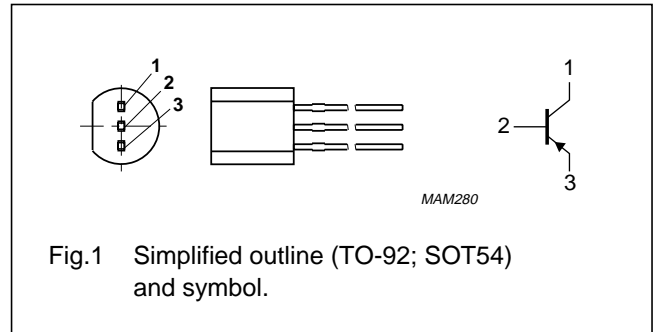 1
2
3
1
2
3
MAM280
Fig.1 Simplified outline (TO-92; SOT54)
and symbol.